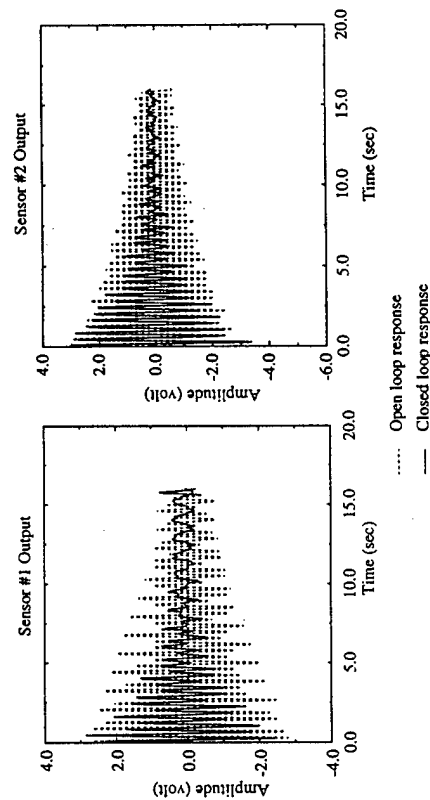 Sensor #1 Output
4.0
2.0
0.0
-2.0
-4.0
Amplitude (volt)
0.0
5.0
10.0
15.0
20.0
Time (sec)
Sensor #2 Output
4.0
2.0
0.0
-2.0
-4.0
-6.0
Amplitude (volt)
0.0
5.0
10.0
15.0
20.0
Time (sec)
Open loop response
Closed loop response